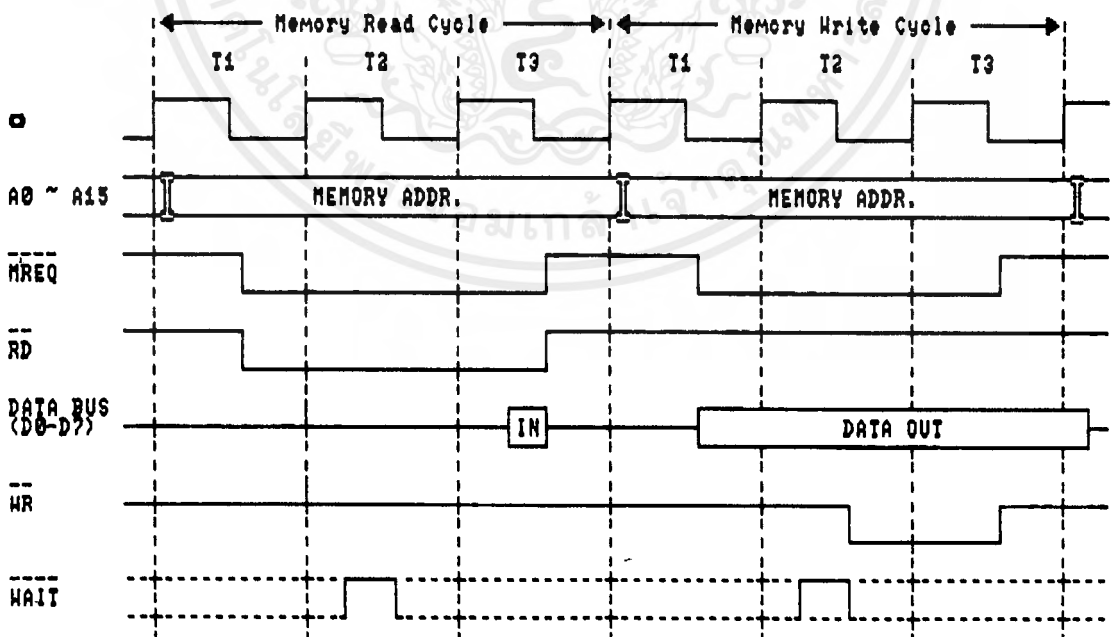 Memory Read Cycle
Memory Write Cycle
T1 T2 T3 T1 T2 T3
Φ
A0 ~ A15
MEMORY ADDR.
MEMORY ADDR.
MREQ
RD
DATA BUS
(D0-D7)
IN
DATA OUT
WR
WAIT